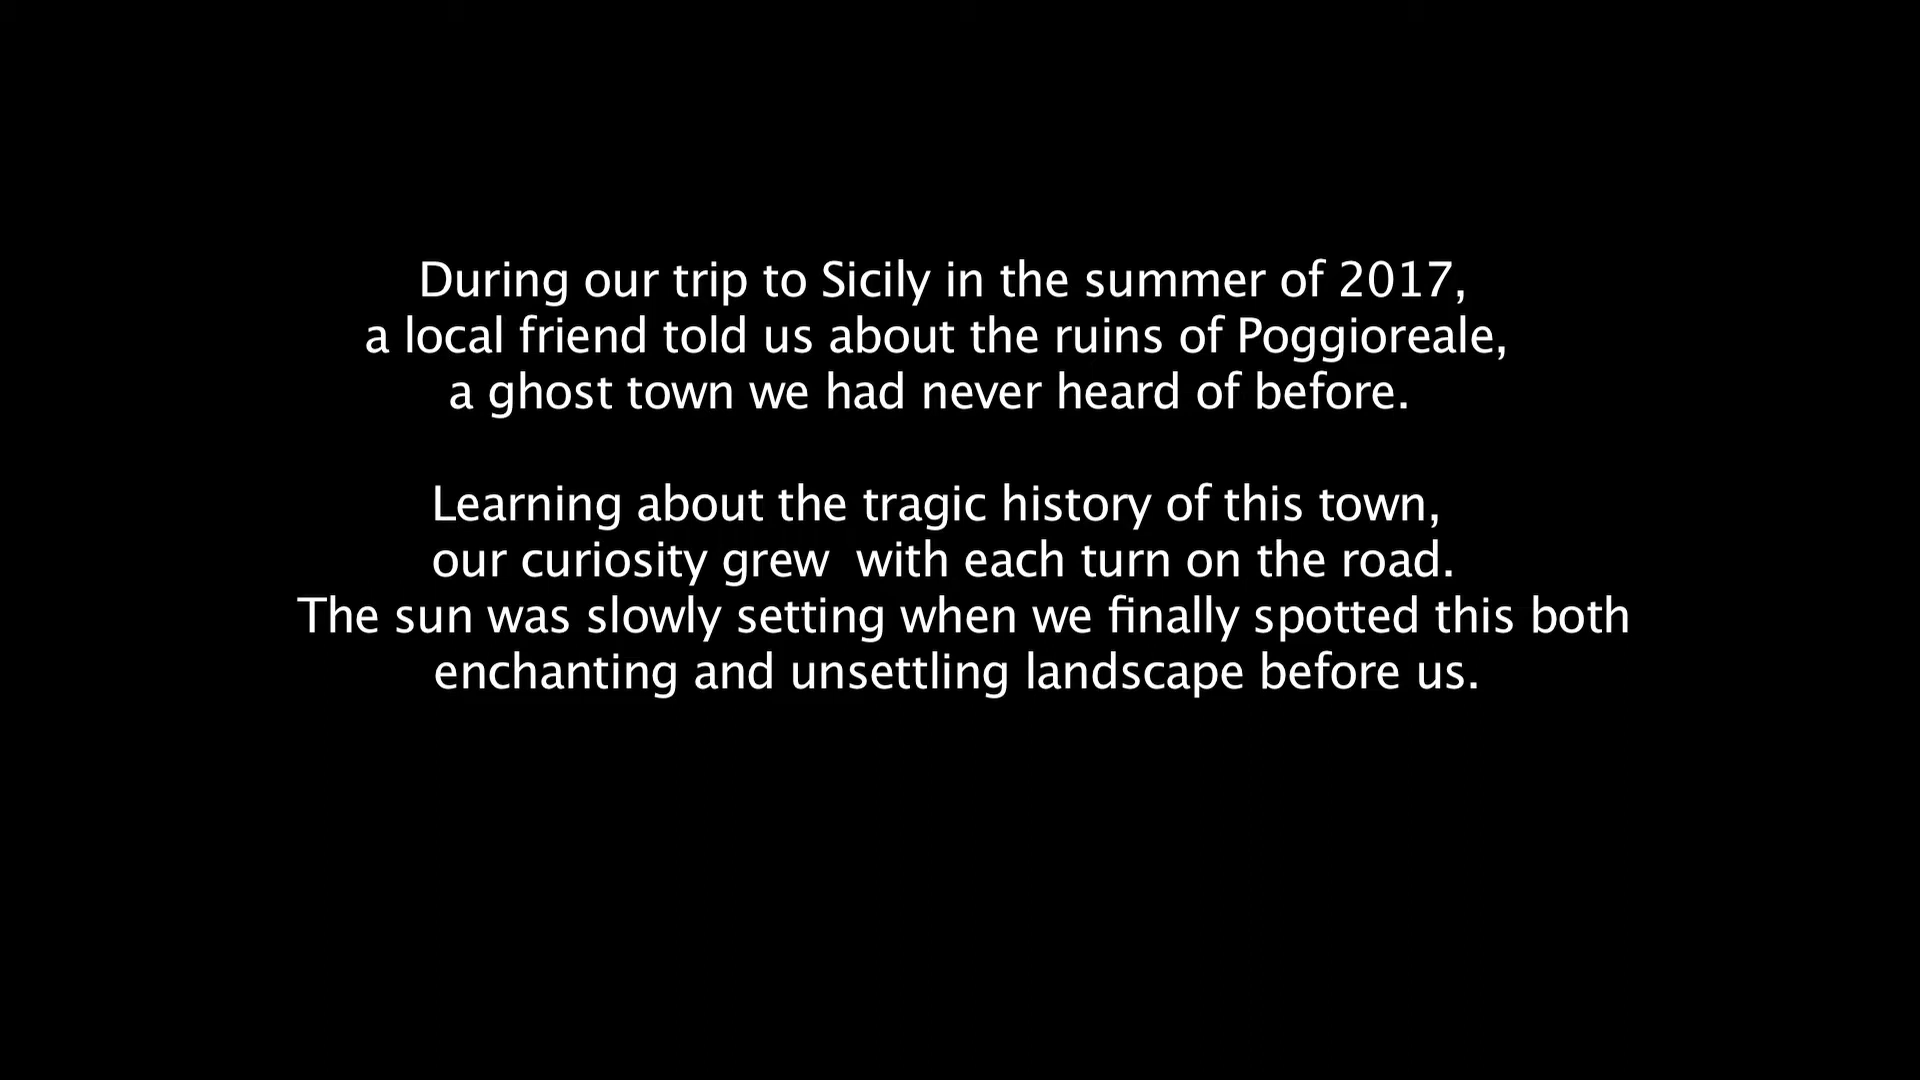 During our trip to Sicily in the summer of 2017,
a local friend told us about the ruins of Poggioreale,
a ghost town we had never heard of before.
Learning about the tragic history of this town,
our curiosity grew  with each turn on the road.
The sun was slowly setting when we finally spotted this both
enchanting and unsettling landscape before us.